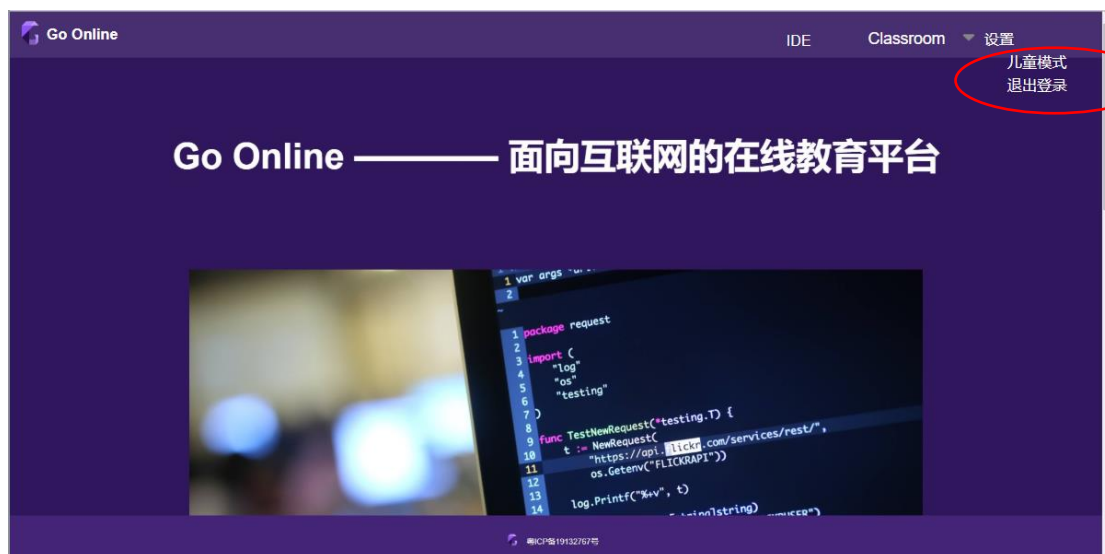 Go Online
IDE
Classroom
设置
儿童模式
退出登录
Go Online ———— 面向互联网的在线教育平台
1 var args
2
~
1 package request
2
3 import (
4 "log"
5 "os"
6 "testing"
7 )
8
9 func TestNewRequest(*testing.T) {
10 t := NewRequest(
11 "https://api.flickr.com/services/rest/",
12 os.Getenv("FLICKRAPI"))
13
14 log.Printf("%+v", t)
粤ICP备19132767号